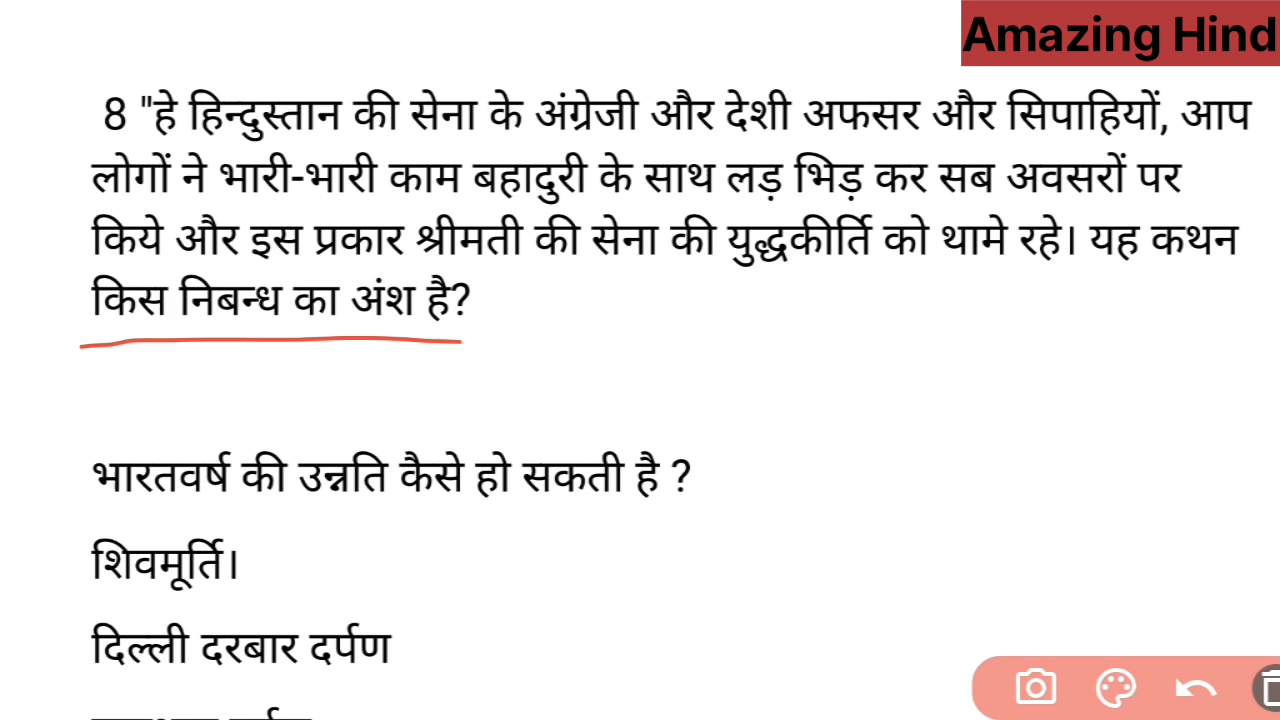 Amazing Hind
8 "हे हिन्दुस्तान की सेना के अंग्रेजी और देशी अफसर और सिपाहियों, आप
लोगों ने भारी-भारी काम बहादुरी के साथ लड़ भिड़ कर सब अवसरों पर
किये और इस प्रकार श्रीमती की सेना की युद्धकीर्ति को थामे रहे। यह कथन
किस निबन्ध का अंश है?
भारतवर्ष की उन्नति कैसे हो सकती है ?
शिवमूर्ति।
दिल्ली दरबार दर्पण